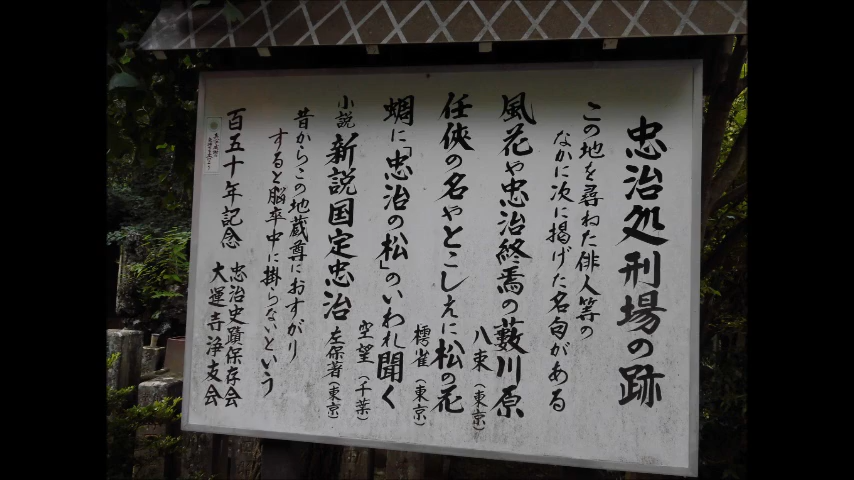 忠治処刑場の跡
この地を尋ねた俳人等の
なかに次に掲げた名句がある
風花や忠治終焉の藪川原
八束(東京)
任侠の名やとこしえに松の花
樗雀(東京)
蜩に「忠治の松」のいわれ聞く
空望(千葉)
小説 新説国定忠治
左保著(東京)
昔からこの地蔵尊におすがり
すると脳卒中に掛らないという
百五十年記念
忠治史蹟保存会
大運寺浄友会